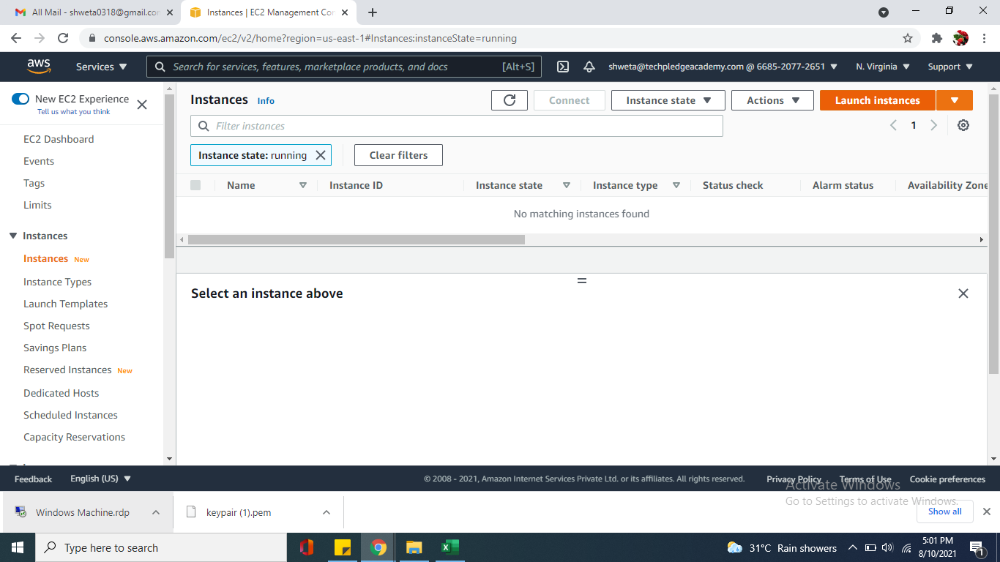 All Mail - shweta0318@gmail.cor
Instances | EC2 Management Cor
console.aws.amazon.com/ec2/v2/home?region=us-east-1#Instances:instanceState=running
aws
Services
Search for services, features, marketplace products, and docs
[Alt+S]
shweta@techpledgeacademy.com @ 6685-2077-2651
N. Virginia
Support
New EC2 Experience
Tell us what you think
EC2 Dashboard
Events
Tags
Limits
Instances
Instances New
Instance Types
Launch Templates
Spot Requests
Savings Plans
Reserved Instances New
Dedicated Hosts
Scheduled Instances
Capacity Reservations
Instances Info
Connect
Instance state
Actions
Launch instances
Filter instances
1
Instance state: running
Clear filters
Name
Instance ID
Instance state
Instance type
Status check
Alarm status
Availability Zone
No matching instances found
Select an instance above
Feedback
English (US)
© 2008 - 2021, Amazon Internet Services Private Ltd. or its affiliates. All rights reserved.
Privacy Policy
Terms of Use
Cookie preferences
Activate Windows
Go to Settings to activate Windows.
Windows Machine.rdp
keypair (1).pem
Show all
Type here to search
31°C Rain showers
5:01 PM
8/10/2021
1